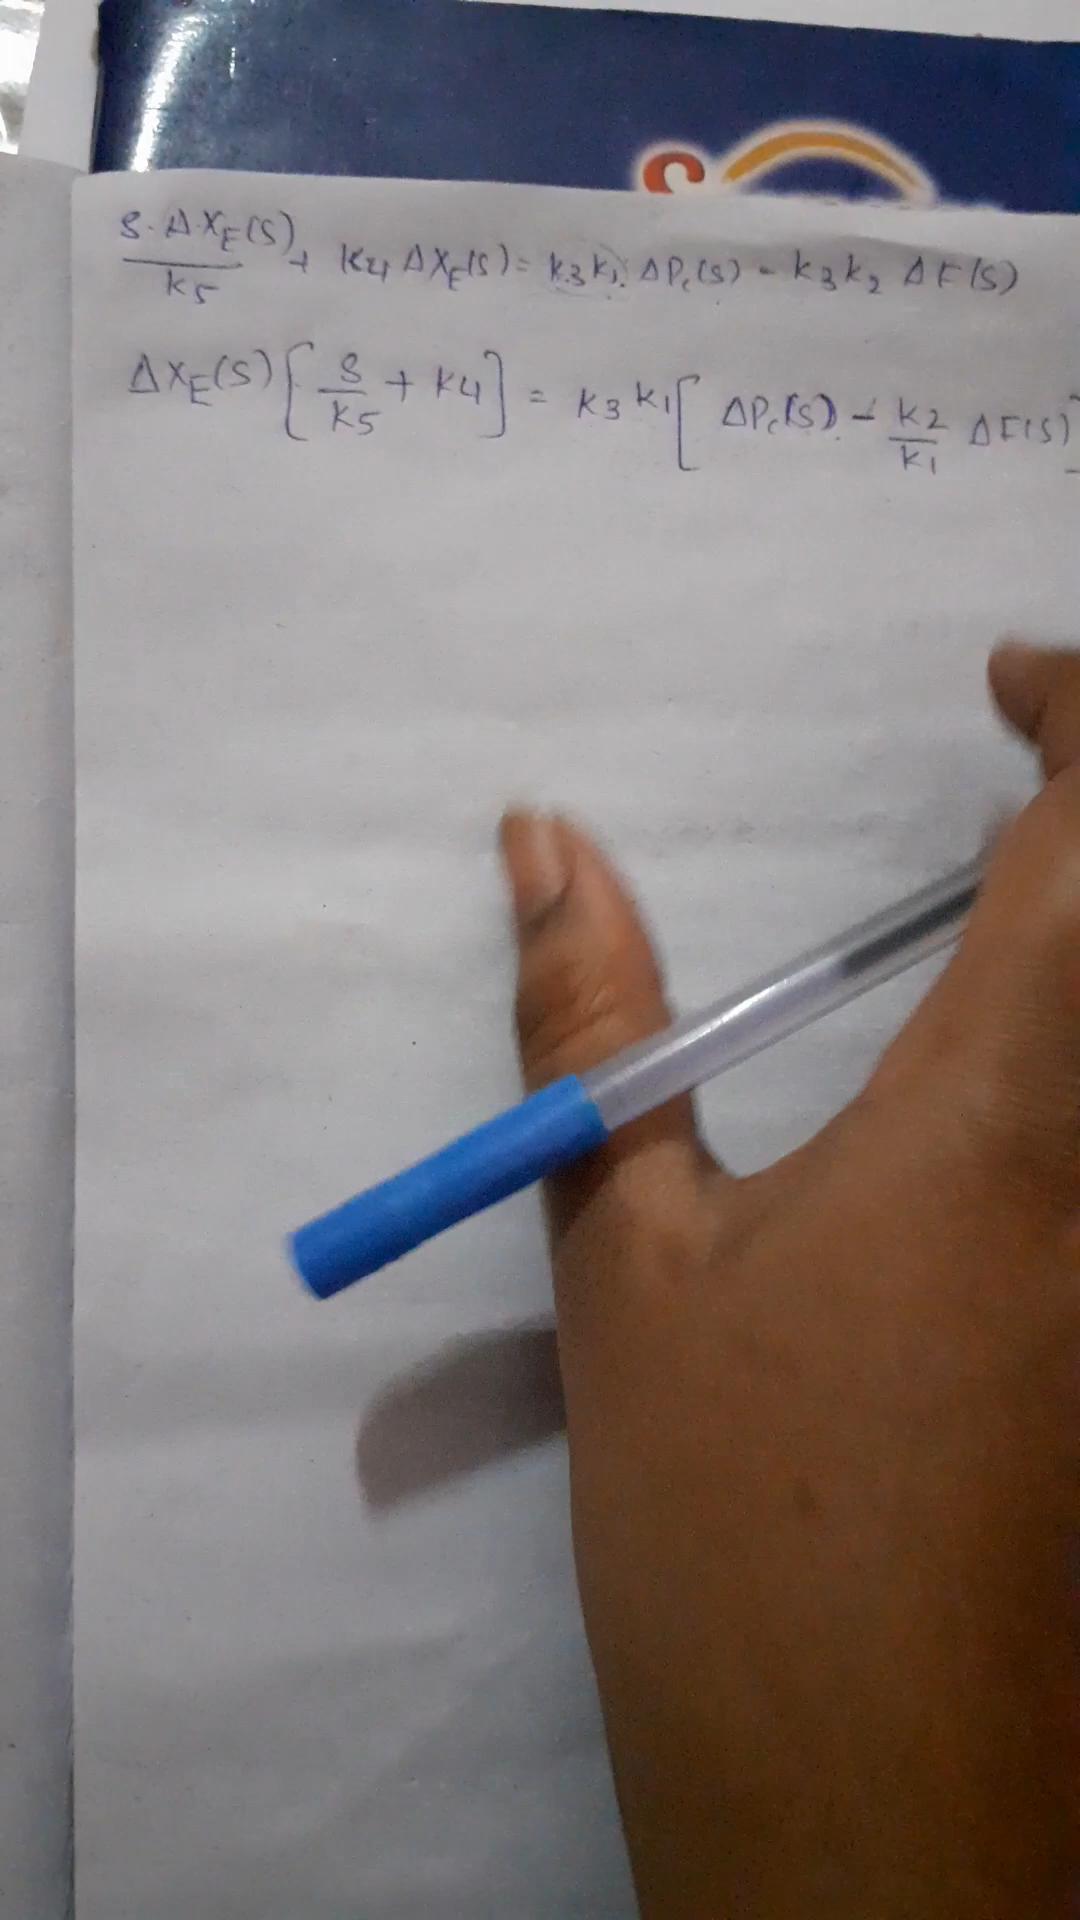 S.ΔX_E(S)/K5 + K4 ΔX_E(S) = K3K1 ΔP_c(S) - K3K2 ΔF(S)
ΔX_E(S)[S/K5 + K4] = K3 K1[ΔP_c(S) - K2/K1 ΔF(S)]